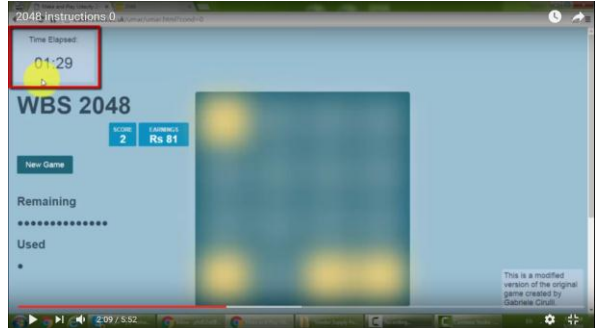 2048 instructions 0
Time Elapsed:
01:29
WBS 2048
SCORE
2
EARNINGS
Rs 81
New Game
Remaining
Used
This is a modified
version of the original
game created by
Gabriele Cirulli.
2:09 / 5:52